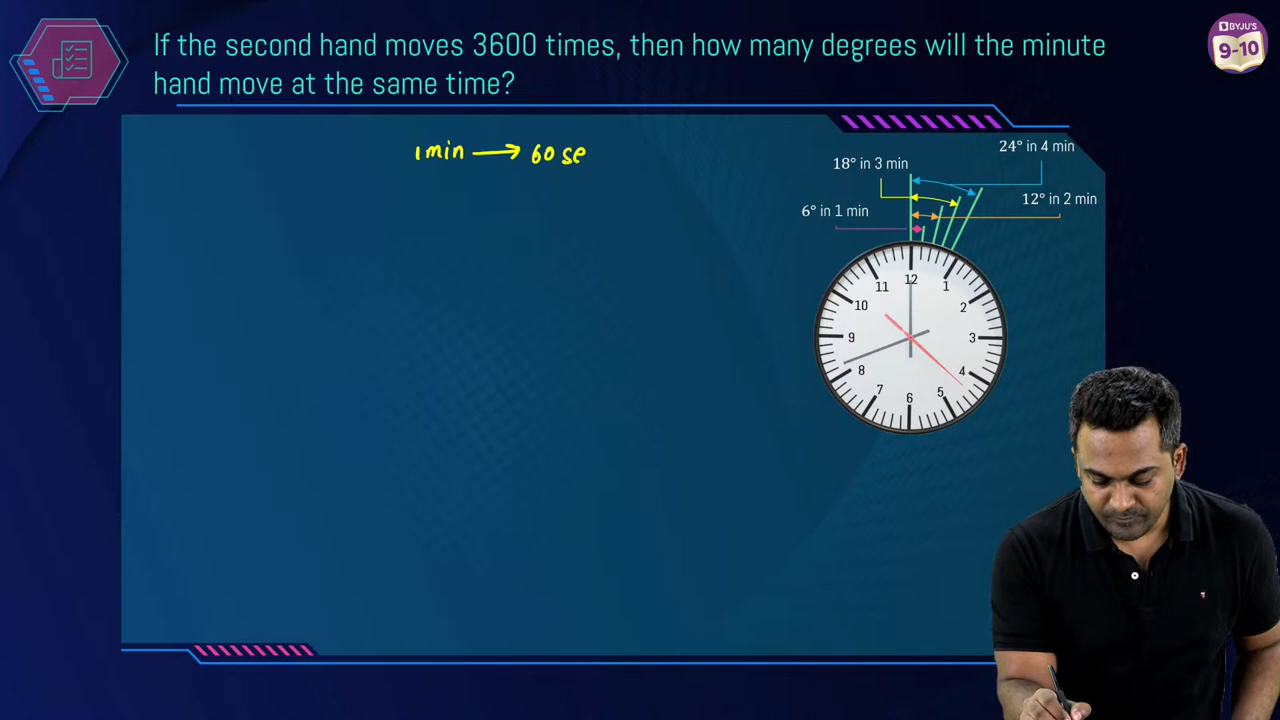 If the second hand moves 3600 times, then how many degrees will the minute
hand move at the same time?
BYJU'S
9-10
1 min → 60 se
24° in 4 min
18° in 3 min
12° in 2 min
6° in 1 min
12
11
1
10
2
9
3
8
4
7
5
6